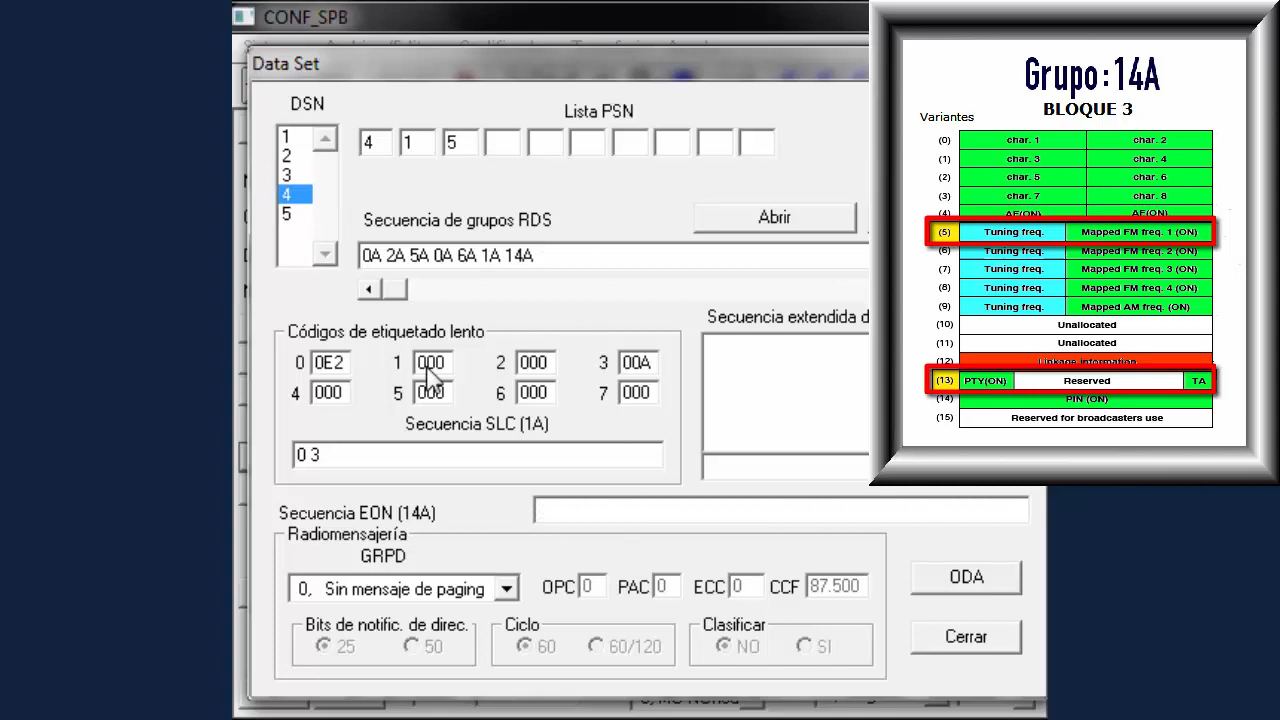 CONF_SPB
Data Set
DSN
Lista PSN
1
2
3
4
5
4 1 5
Secuencia de grupos RDS
Abrir
0A 2A 5A 0A 6A 1A 14A
Códigos de etiquetado lento
0 0E2 1 000 2 000 3 00A
4 000 5 000 6 000 7 000
Secuencia SLC (1A)
0 3
Secuencia extendida d
Secuencia EON (14A)
Radiomensajería
GRPD
0, Sin mensaje de paging
OPC 0 PAC 0 ECC 0 CCF 87.500
ODA
Bits de notific. de direc.
25 50
Ciclo
60 60/120
Clasificar
NO SI
Cerrar
Grupo:14A
BLOQUE 3
Variantes
(0) char. 1 char. 2
(1) char. 3 char. 4
(2) char. 5 char. 6
(3) char. 7 char. 8
(4) AF(ON) AF(ON)
(5) Tuning freq. Mapped FM freq. 1 (ON)
(6) Tuning freq. Mapped FM freq. 2 (ON)
(7) Tuning freq. Mapped FM freq. 3 (ON)
(8) Tuning freq. Mapped FM freq. 4 (ON)
(9) Tuning freq. Mapped AM freq. (ON)
(10) Unallocated
(11) Unallocated
(12) Linkage information
(13) PTY(ON) Reserved TA
(14) PIN (ON)
(15) Reserved for broadcasters use